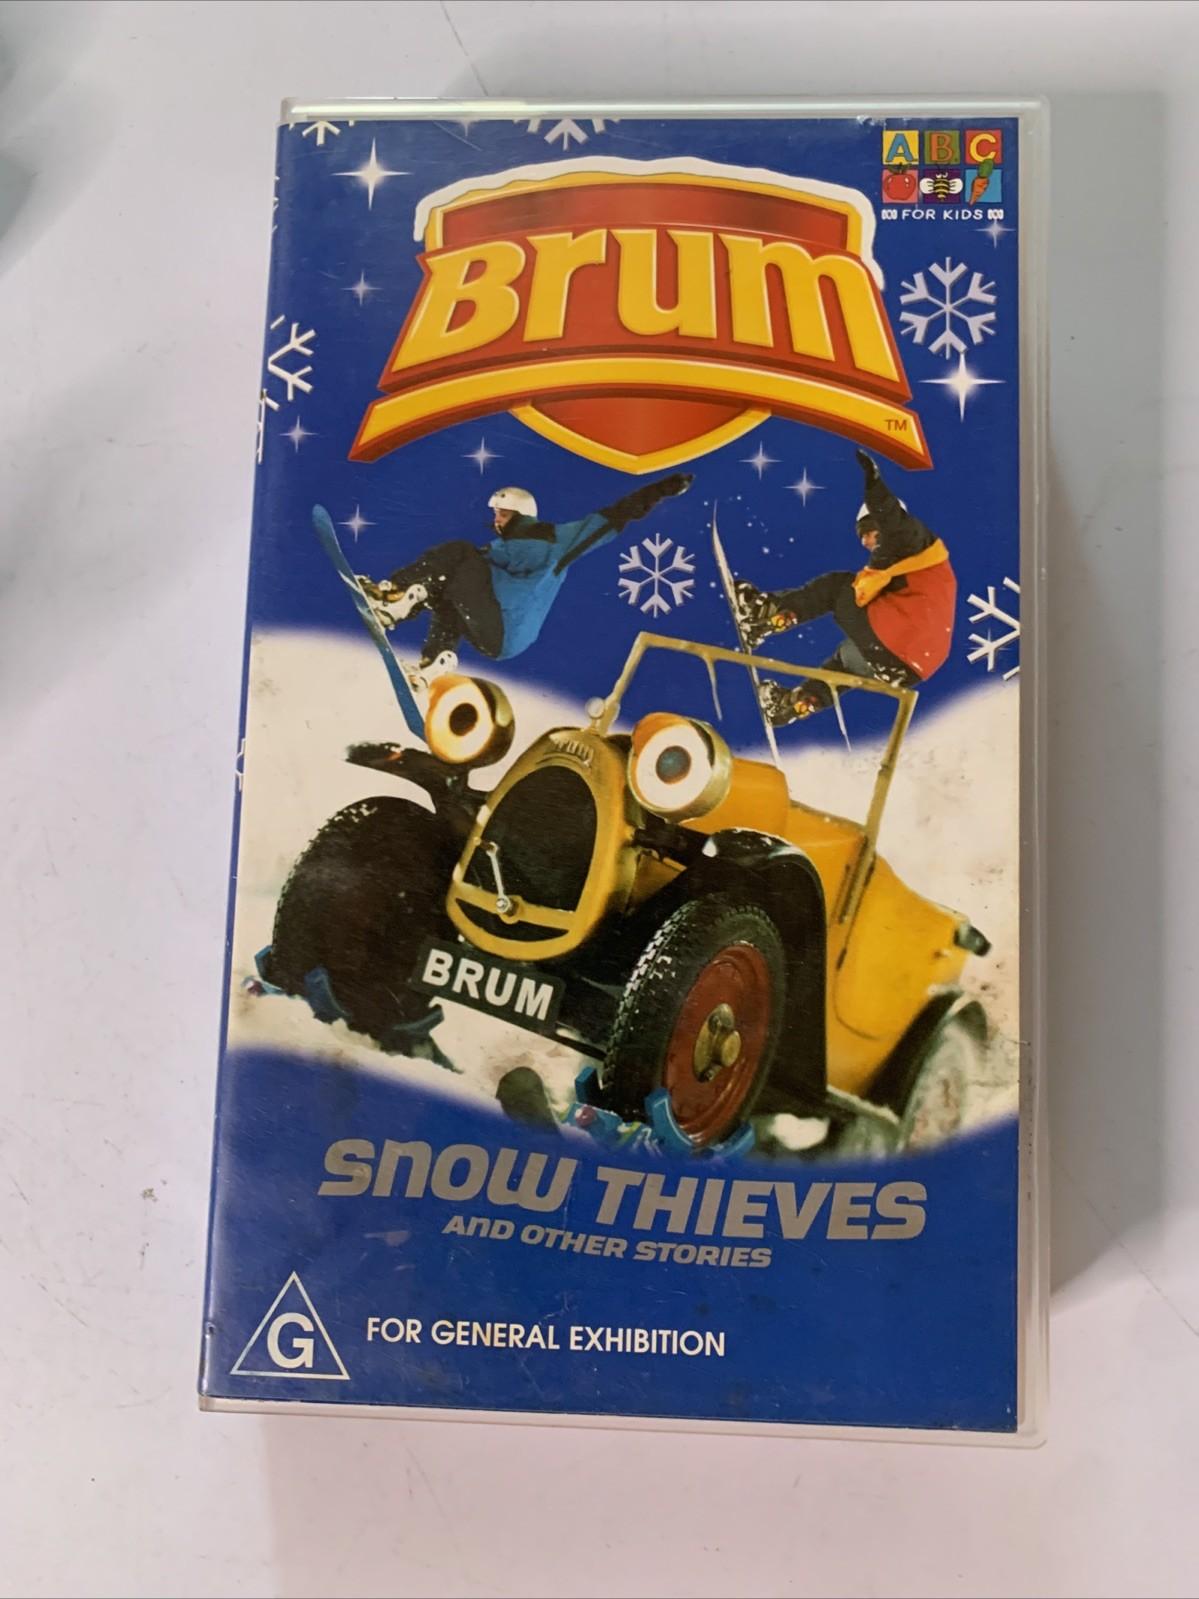 A B C
FOR KIDS
Brum
TM
BRUM
Snow THIEVES
AnD OTHER STORIES
G
FOR GENERAL EXHIBITION